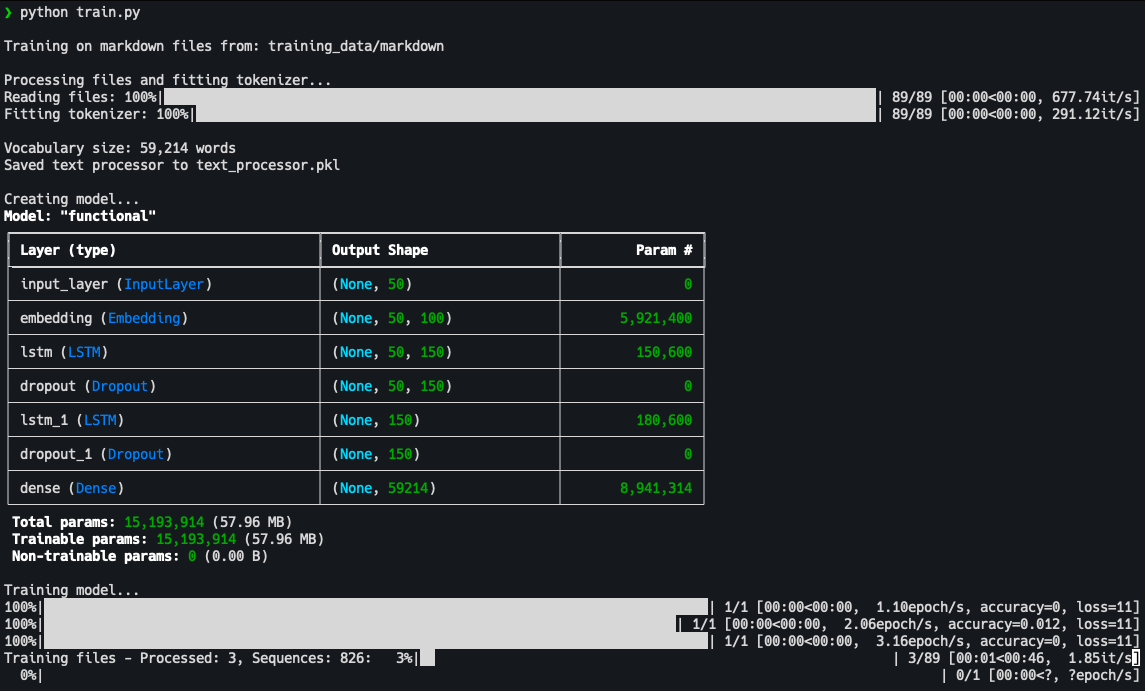 ❯ python train.py
Training on markdown files from: training_data/markdown
Processing files and fitting tokenizer...
Reading files: 100%| | 89/89 [00:00<00:00, 677.74it/s]
Fitting tokenizer: 100%| | 89/89 [00:00<00:00, 291.12it/s]
Vocabulary size: 59,214 words
Saved text processor to text_processor.pkl
Creating model...
Model: "functional"
Layer (type) Output Shape Param #
input_layer (InputLayer) (None, 50) 0
embedding (Embedding) (None, 50, 100) 5,921,400
lstm (LSTM) (None, 50, 150) 150,600
dropout (Dropout) (None, 50, 150) 0
lstm_1 (LSTM) (None, 150) 180,600
dropout_1 (Dropout) (None, 150) 0
dense (Dense) (None, 59214) 8,941,314
Total params: 15,193,914 (57.96 MB)
Trainable params: 15,193,914 (57.96 MB)
Non-trainable params: 0 (0.00 B)
Training model...
100%| | 1/1 [00:00<00:00, 1.10epoch/s, accuracy=0, loss=11]
100%| | 1/1 [00:00<00:00, 2.06epoch/s, accuracy=0.012, loss=11]
100%| | 1/1 [00:00<00:00, 3.16epoch/s, accuracy=0, loss=11]
Training files - Processed: 3, Sequences: 826: 3%| | 3/89 [00:01<00:46, 1.85it/s]
0%| | 0/1 [00:00<?, ?epoch/s]